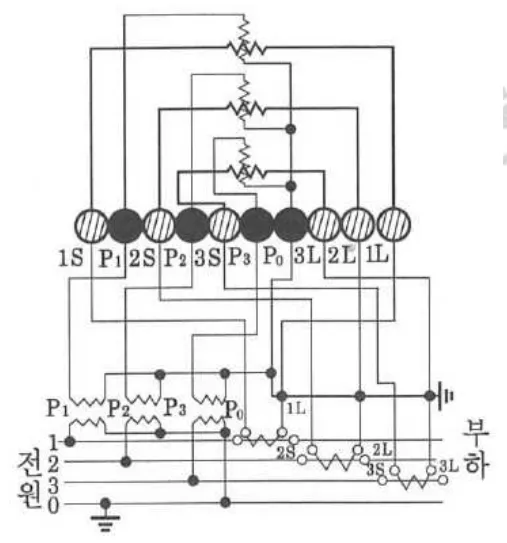 1S P₁ 2S P₂ 3S P₃ P₀ 3L 2L 1L
P₁ P₂ P₃ P₀ 1L
1 부
2S 2L
전 2 하
3S 3L
원 3
0